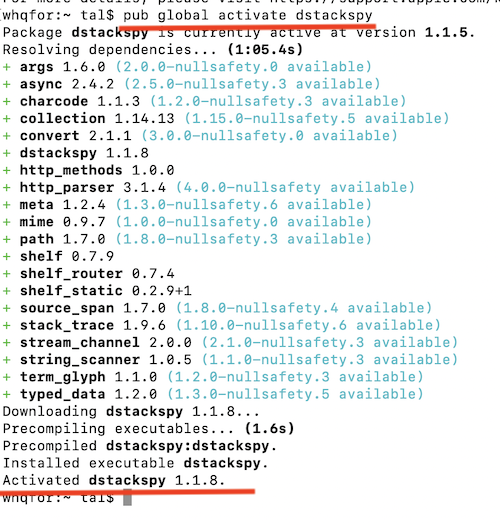 whqfor:~ tal$ pub global activate dstackspy
Package dstackspy is currently active at version 1.1.5.
Resolving dependencies... (1:05.4s)
+ args 1.6.0 (2.0.0-nullsafety.0 available)
+ async 2.4.2 (2.5.0-nullsafety.3 available)
+ charcode 1.1.3 (1.2.0-nullsafety.3 available)
+ collection 1.14.13 (1.15.0-nullsafety.5 available)
+ convert 2.1.1 (3.0.0-nullsafety.0 available)
+ dstackspy 1.1.8
+ http_methods 1.0.0
+ http_parser 3.1.4 (4.0.0-nullsafety available)
+ meta 1.2.4 (1.3.0-nullsafety.6 available)
+ mime 0.9.7 (1.0.0-nullsafety.0 available)
+ path 1.7.0 (1.8.0-nullsafety.3 available)
+ shelf 0.7.9
+ shelf_router 0.7.4
+ shelf_static 0.2.9+1
+ source_span 1.7.0 (1.8.0-nullsafety.4 available)
+ stack_trace 1.9.6 (1.10.0-nullsafety.6 available)
+ stream_channel 2.0.0 (2.1.0-nullsafety.3 available)
+ string_scanner 1.0.5 (1.1.0-nullsafety.3 available)
+ term_glyph 1.1.0 (1.2.0-nullsafety.3 available)
+ typed_data 1.2.0 (1.3.0-nullsafety.5 available)
Downloading dstackspy 1.1.8...
Precompiling executables... (1.6s)
Precompiled dstackspy:dstackspy.
Installed executable dstackspy.
Activated dstackspy 1.1.8.
whqfor:~ tal$